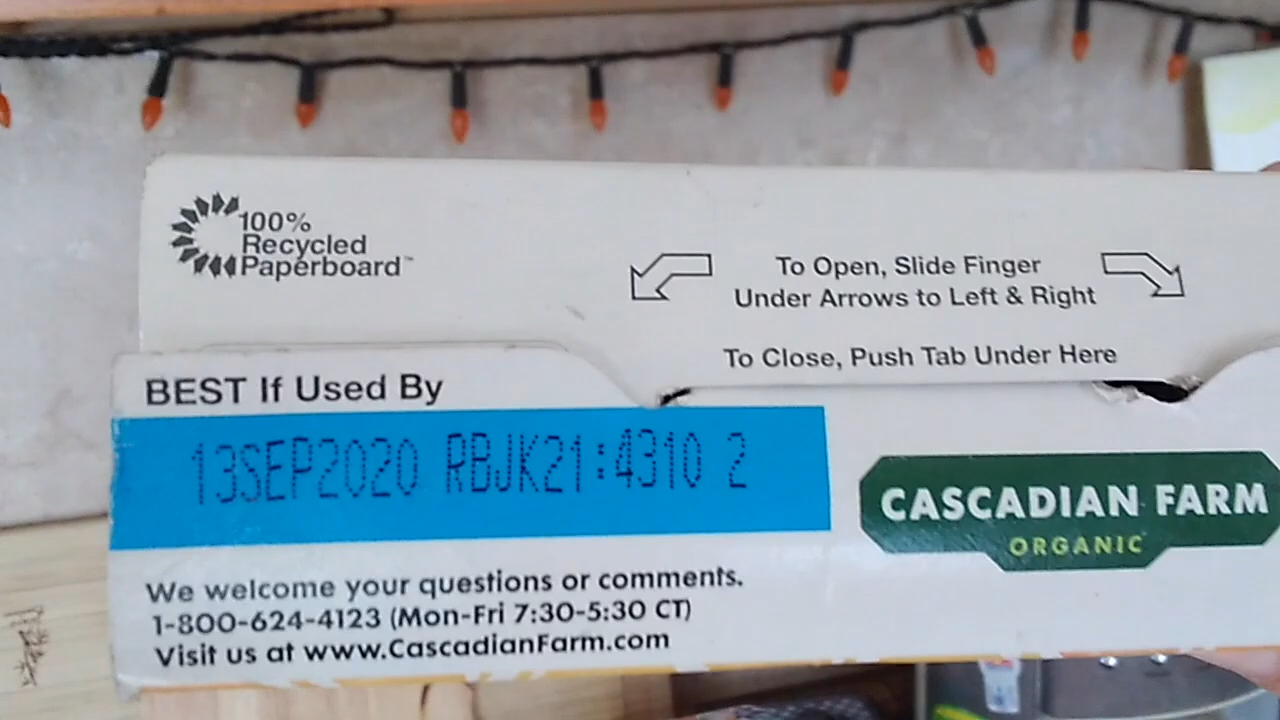 100%
Recycled
Paperboard™
To Open, Slide Finger
Under Arrows to Left & Right
To Close, Push Tab Under Here
BEST If Used By
13SEP2020 RBJK21:4310 2
CASCADIAN FARM
ORGANIC
We welcome your questions or comments.
1-800-624-4123 (Mon-Fri 7:30-5:30 CT)
Visit us at www.CascadianFarm.com